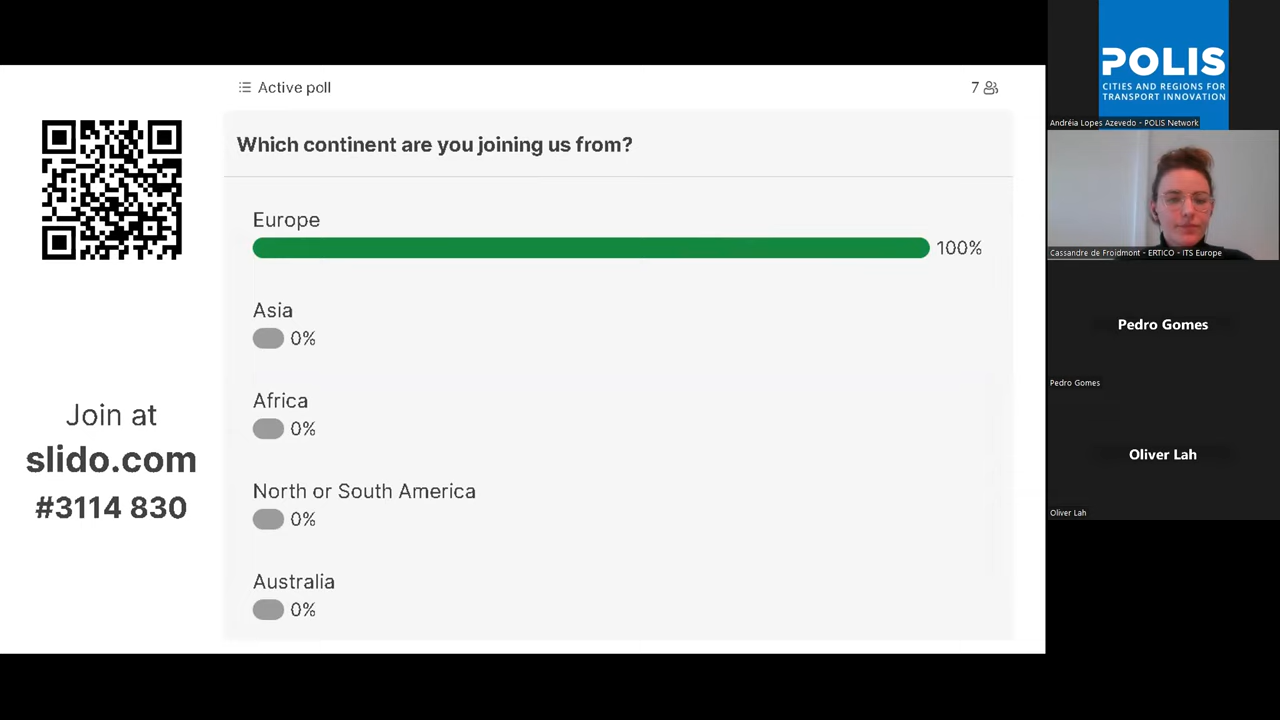 Active poll
7
Which continent are you joining us from?
Europe
100%
Asia
0%
Africa
0%
North or South America
0%
Australia
0%
Join at
slido.com
#3114 830
POLIS
CITIES AND REGIONS FOR
TRANSPORT INNOVATION
Andréia Lopes Azevedo - POLIS Network
Cassandre de Froidmont - ERTICO - ITS Europe
Pedro Gomes
Pedro Gomes
Oliver Lah
Oliver Lah